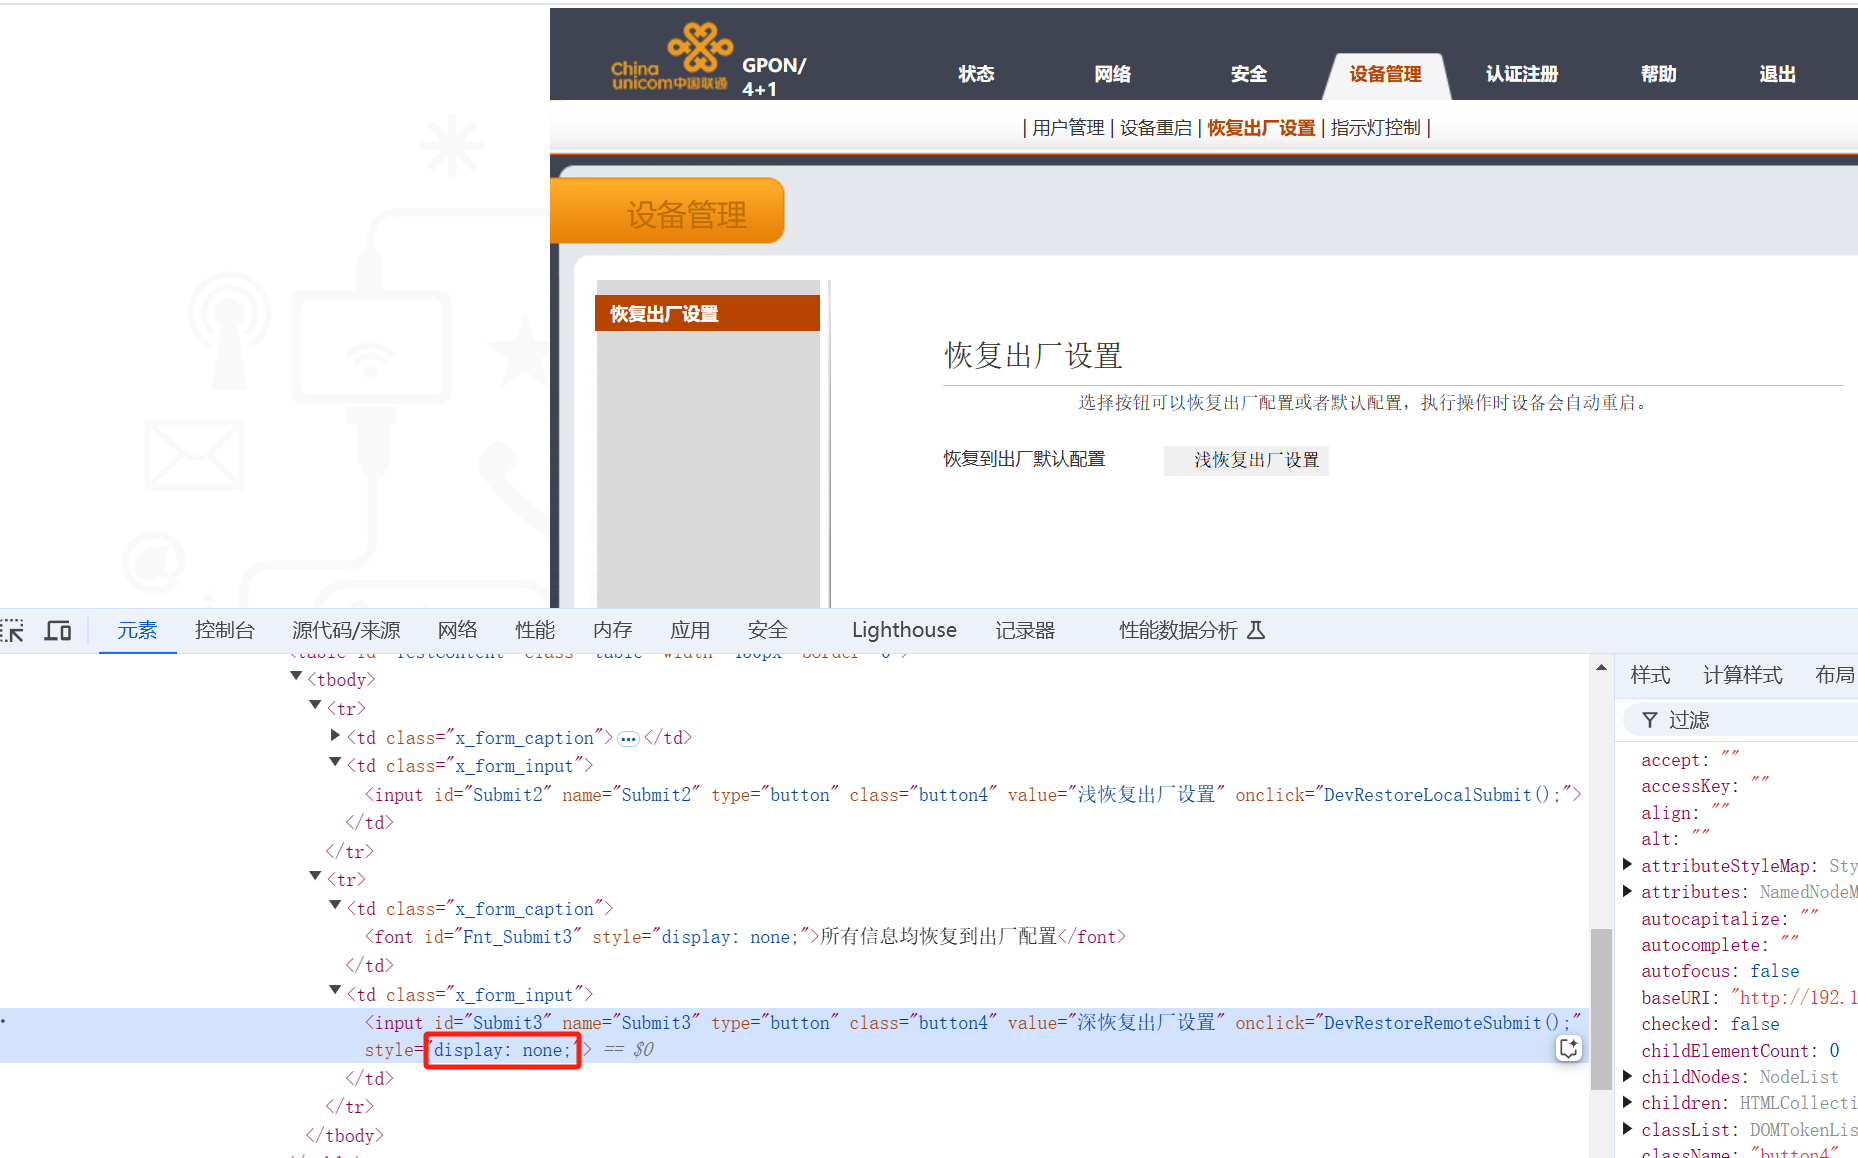 China
unicom中国联通
GPON/
4+1
状态 网络 安全 设备管理 认证注册 帮助 退出
| 用户管理 | 设备重启 | 恢复出厂设置 | 指示灯控制 |
设备管理
恢复出厂设置
恢复出厂设置
选择按钮可以恢复出厂配置或者默认配置，执行操作时设备会自动重启。
恢复到出厂默认配置 浅恢复出厂设置
元素 控制台 源代码/来源 网络 性能 内存 应用 安全 Lighthouse 记录器 性能数据分析
<tbody>
<tr>
<td class="x_form_caption">…</td>
<td class="x_form_input">
<input id="Submit2" name="Submit2" type="button" class="button4" value="浅恢复出厂设置" onclick="DevRestoreLocalSubmit();">
</td>
</tr>
<tr>
<td class="x_form_caption">
<font id="Fnt_Submit3" style="display: none;">所有信息均恢复到出厂配置</font>
</td>
<td class="x_form_input">
<input id="Submit3" name="Submit3" type="button" class="button4" value="深恢复出厂设置" onclick="DevRestoreRemoteSubmit();"
style="display: none;"> == $0
</td>
</tr>
</tbody>
样式 计算样式 布局
过滤
accept: ""
accessKey: ""
align: ""
alt: ""
attributeStyleMap: Sty
attributes: NamedNodeM
autocapitalize: ""
autocomplete: ""
autofocus: false
baseURI: "http://192.1
checked: false
childElementCount: 0
childNodes: NodeList
children: HTMLCollecti
classList: DOMTokenLis
className: "button4"